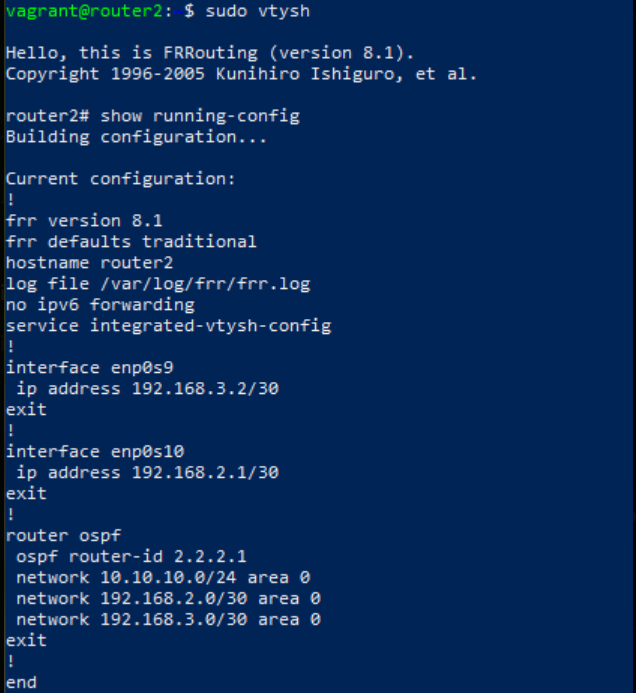 vagrant@router2:~$ sudo vtysh
Hello, this is FRRouting (version 8.1).
Copyright 1996-2005 Kunihiro Ishiguro, et al.
router2# show running-config
Building configuration...
Current configuration:
!
frr version 8.1
frr defaults traditional
hostname router2
log file /var/log/frr/frr.log
no ipv6 forwarding
service integrated-vtysh-config
!
interface enp0s9
 ip address 192.168.3.2/30
exit
!
interface enp0s10
 ip address 192.168.2.1/30
exit
!
router ospf
 ospf router-id 2.2.2.1
 network 10.10.10.0/24 area 0
 network 192.168.2.0/30 area 0
 network 192.168.3.0/30 area 0
exit
!
end